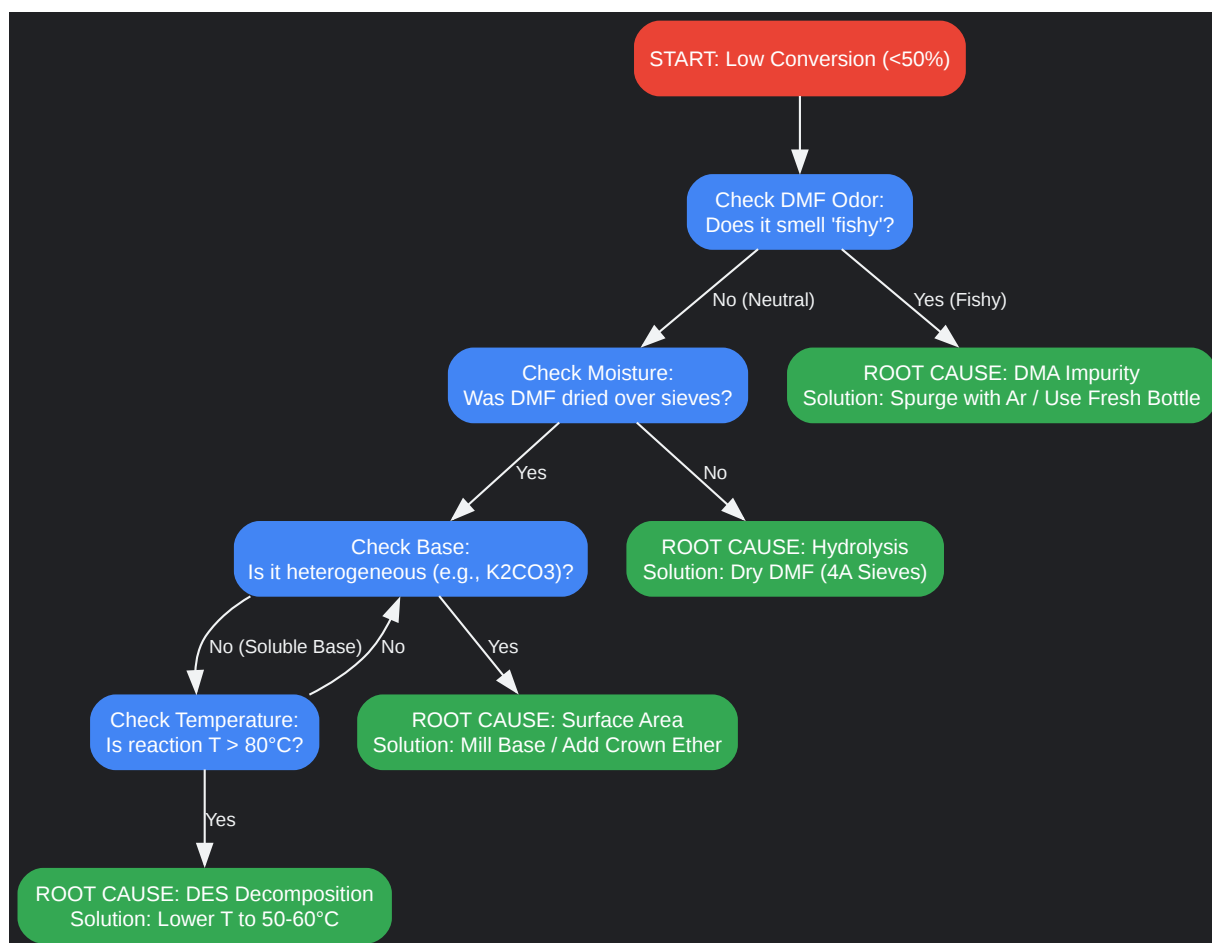 START: Low Conversion (<50%)
Check DMF Odor:
Does it smell 'fishy'?
No (Neutral)
Yes (Fishy)
Check Moisture:
Was DMF dried over sieves?
ROOT CAUSE: DMA Impurity
Solution: Spurge with Ar / Use Fresh Bottle
Yes
No
Check Base:
Is it heterogeneous (e.g., K2CO3)?
ROOT CAUSE: Hydrolysis
Solution: Dry DMF (4A Sieves)
No (Soluble Base)
No
Yes
Check Temperature:
Is reaction T > 80°C?
ROOT CAUSE: Surface Area
Solution: Mill Base / Add Crown Ether
Yes
ROOT CAUSE: DES Decomposition
Solution: Lower T to 50-60°C